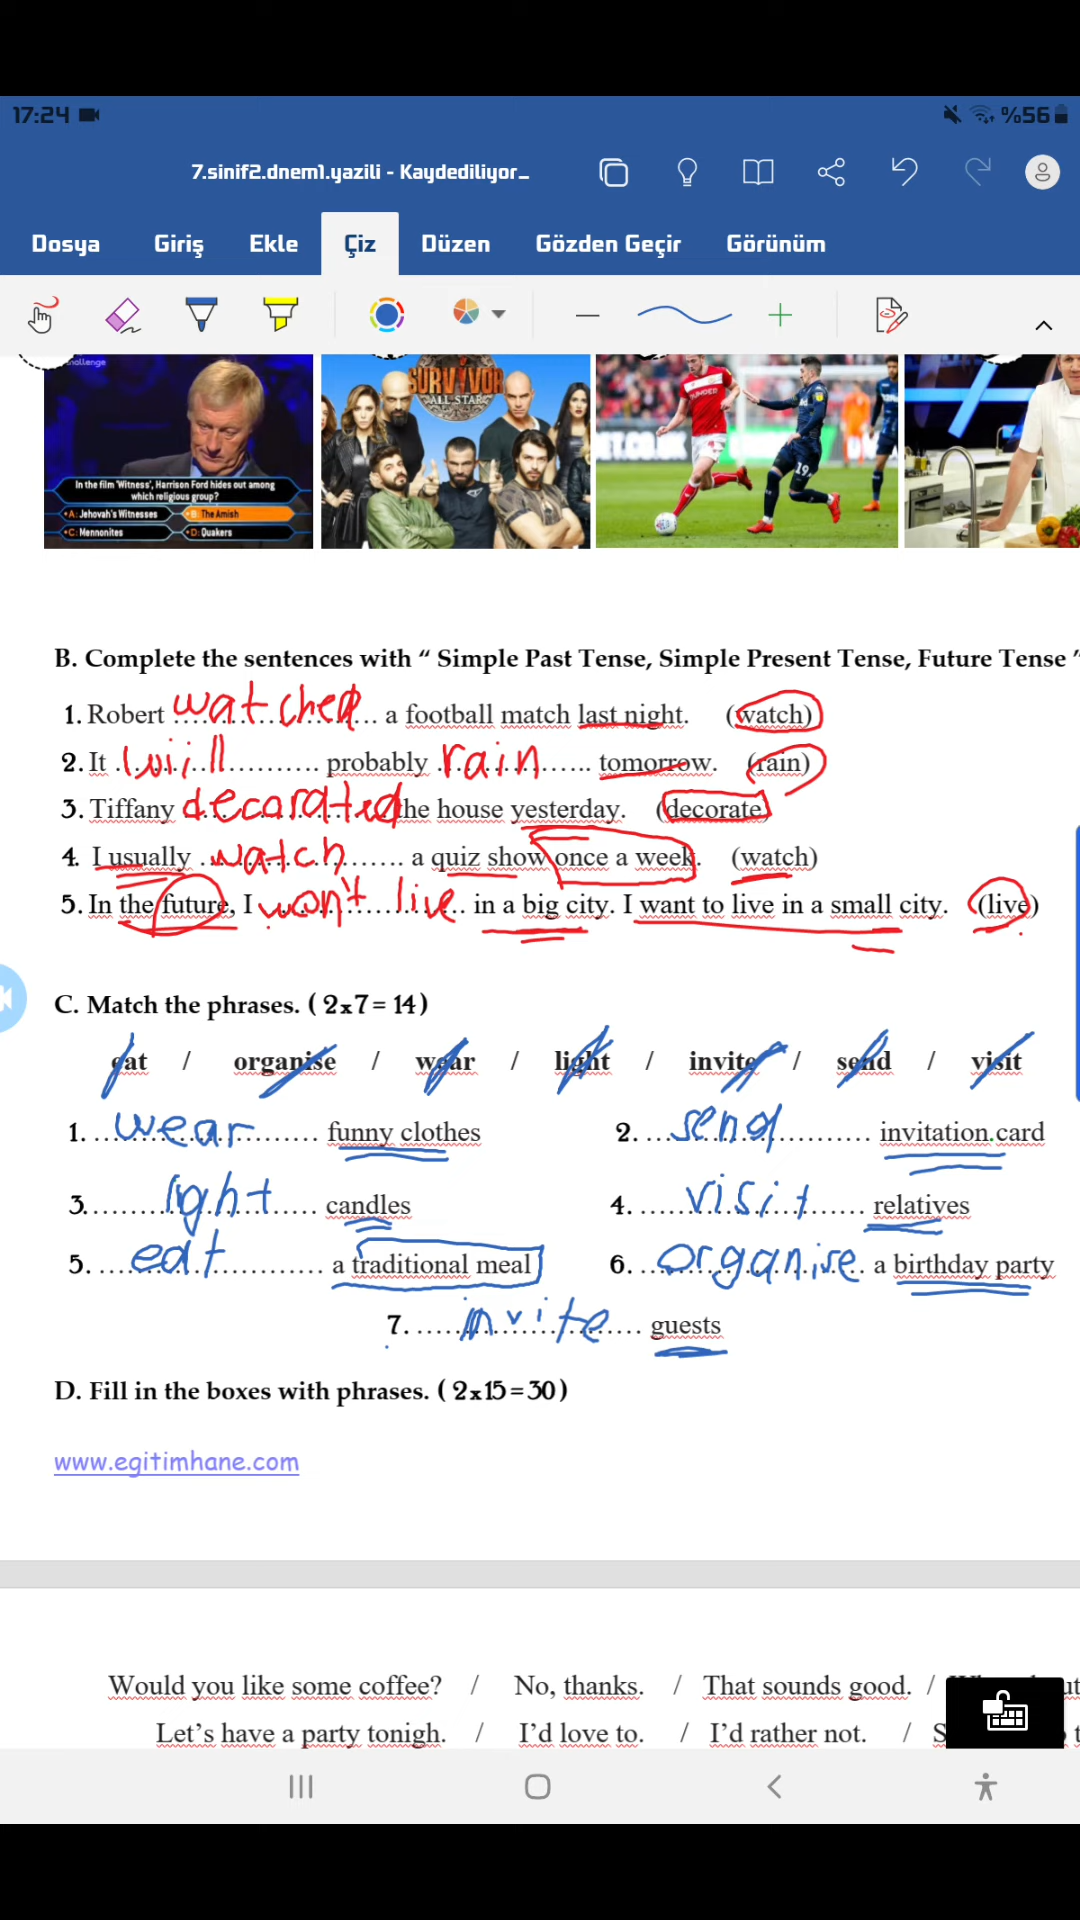 17:24 %56
7.sinif2.dnem1.yazili - Kaydediliyor_
Dosya Giriş Ekle Çiz Düzen Gözden Geçir Görünüm
In the film 'Witness', Harrison Ford hides out among
which religious group?
A: Jehovah's Witnesses B: The Amish
C: Mennonites D: Quakers
SURVIVOR
ALL STAR
19
B. Complete the sentences with “ Simple Past Tense, Simple Present Tense, Future Tense ”
1. Robert watched a football match last night. (watch)
2. It will probably rain tomorrow. (rain)
3. Tiffany decorated the house yesterday. (decorate)
4. I usually watch a quiz show once a week. (watch)
5. In the future, I won't live in a big city. I want to live in a small city. (live)
C. Match the phrases. ( 2x7= 14 )
eat / organise / wear / light / invite / send / visit
1. wear funny clothes 2. send invitation card
3. light candles 4. visit relatives
5. eat a traditional meal 6. organise a birthday party
7. invite guests
D. Fill in the boxes with phrases. ( 2x15=30 )
www.egitimhane.com
Would you like some coffee? / No, thanks. / That sounds good. /
Let’s have a party tonigh. / I’d love to. / I’d rather not. / S